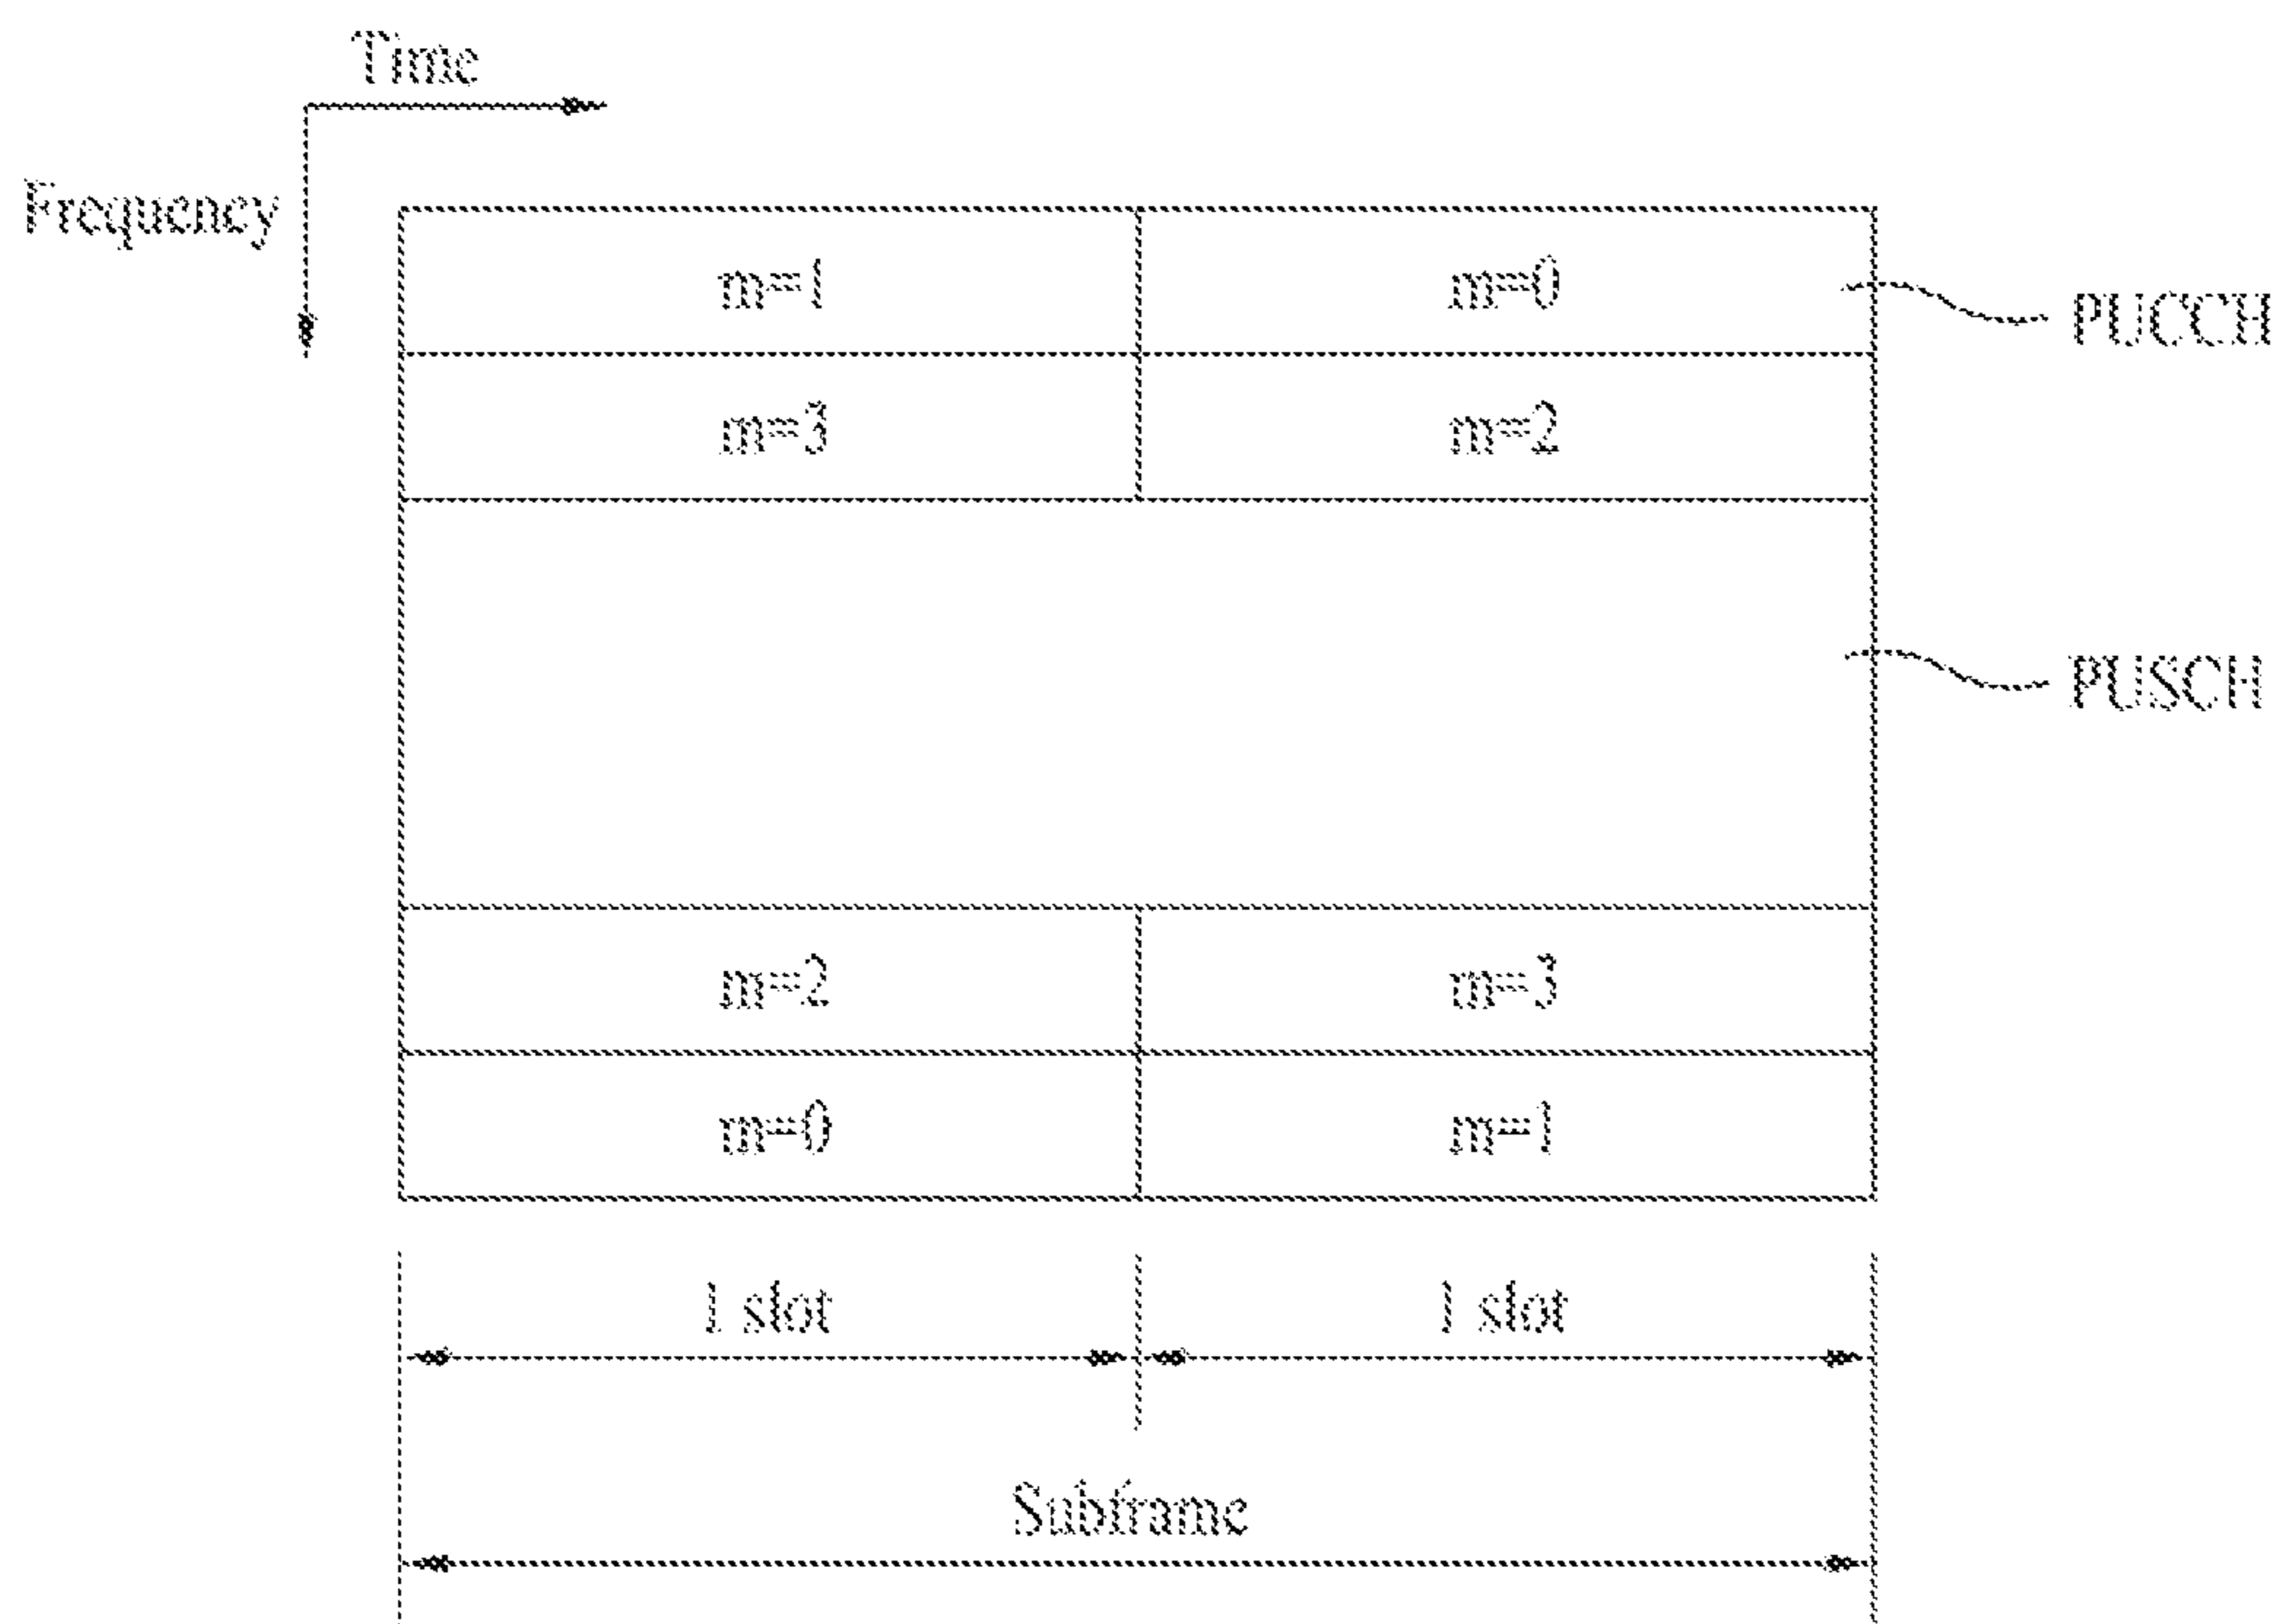 Time
Frequency
m=1 m=0
PUCCH
m=3 m=2
PUSCH
m=2 m=3
m=0 m=1
1 slot 1 slot
Subframe